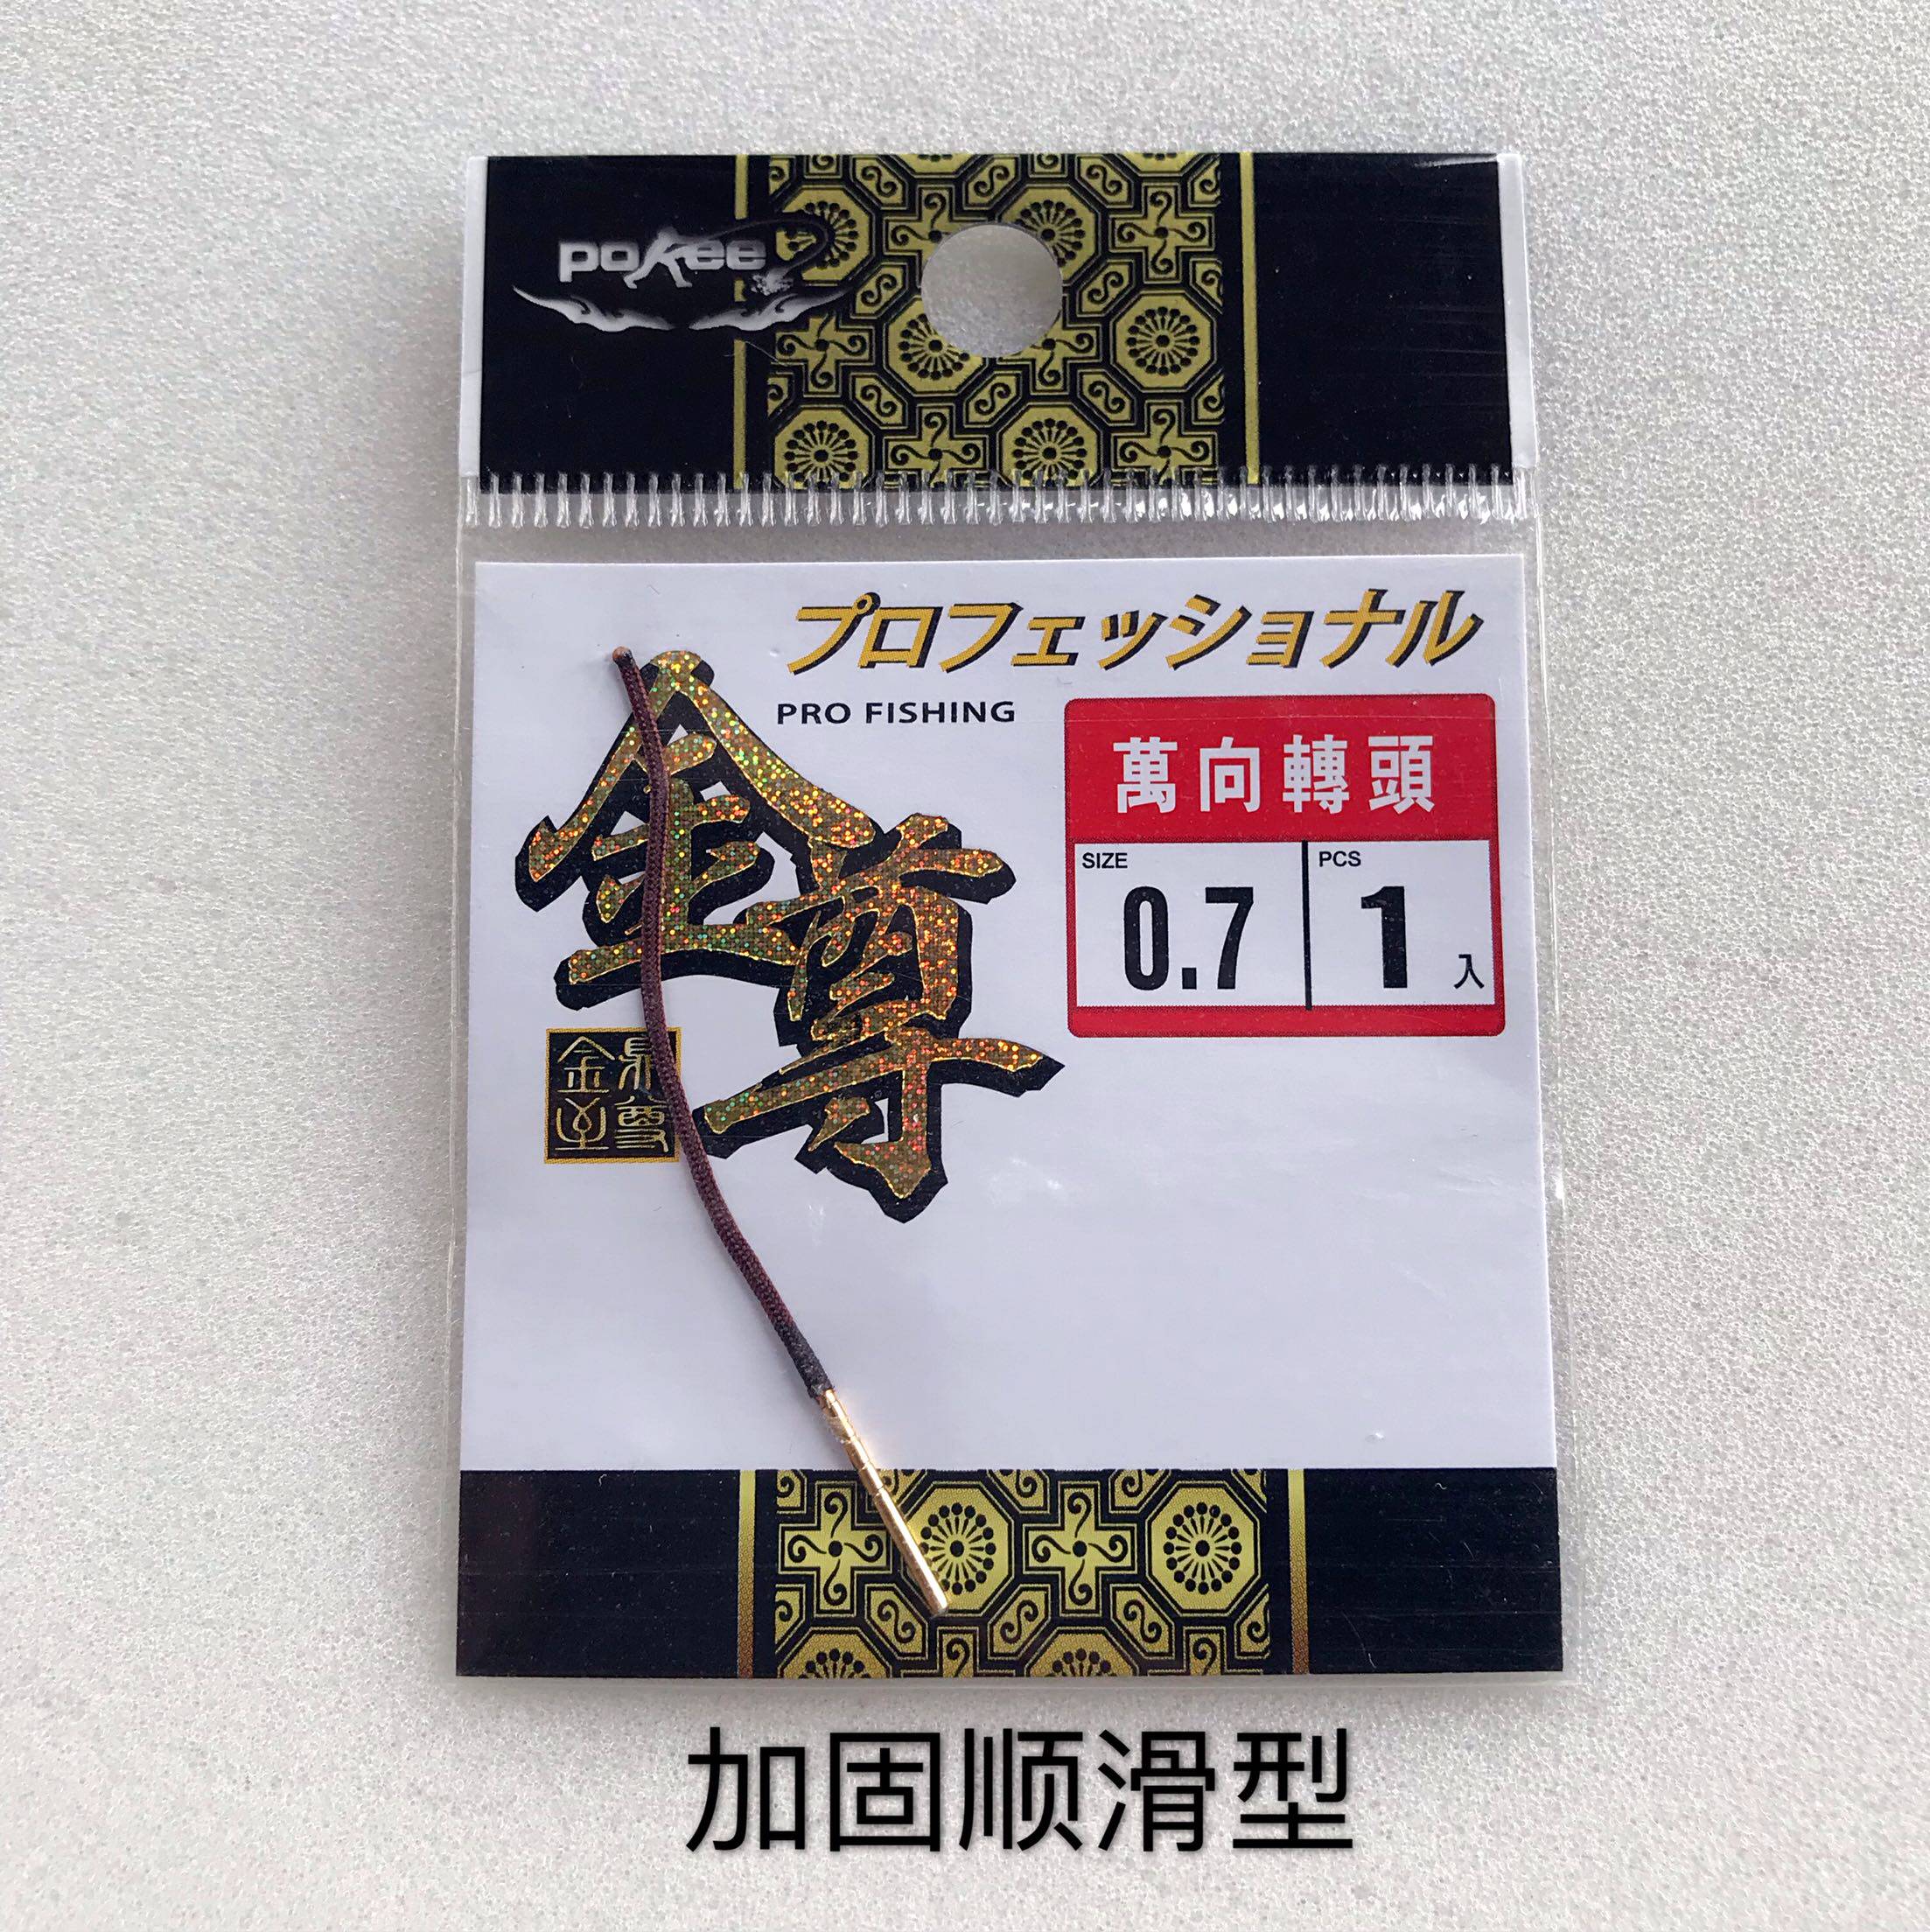 pokee
プロフェッショナル
PRO FISHING
金尊
萬向轉頭
SIZE
0.7
PCS
1入
加固顺滑型